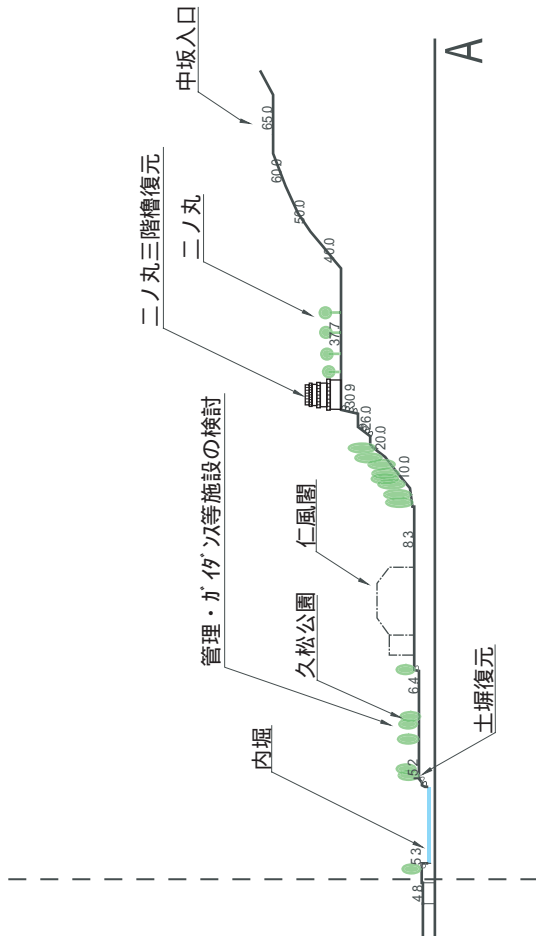 中坂入口
二ノ丸三階櫓復元
二ノ丸
管理・ガイダンス等施設の検討
仁風閣
久松公園
内堀
土塀復元
A
65.0
60.0
50.0
40.0
37.7
30.9
26.0
20.0
10.0
8.3
6.4
5.2
5.3
4.8